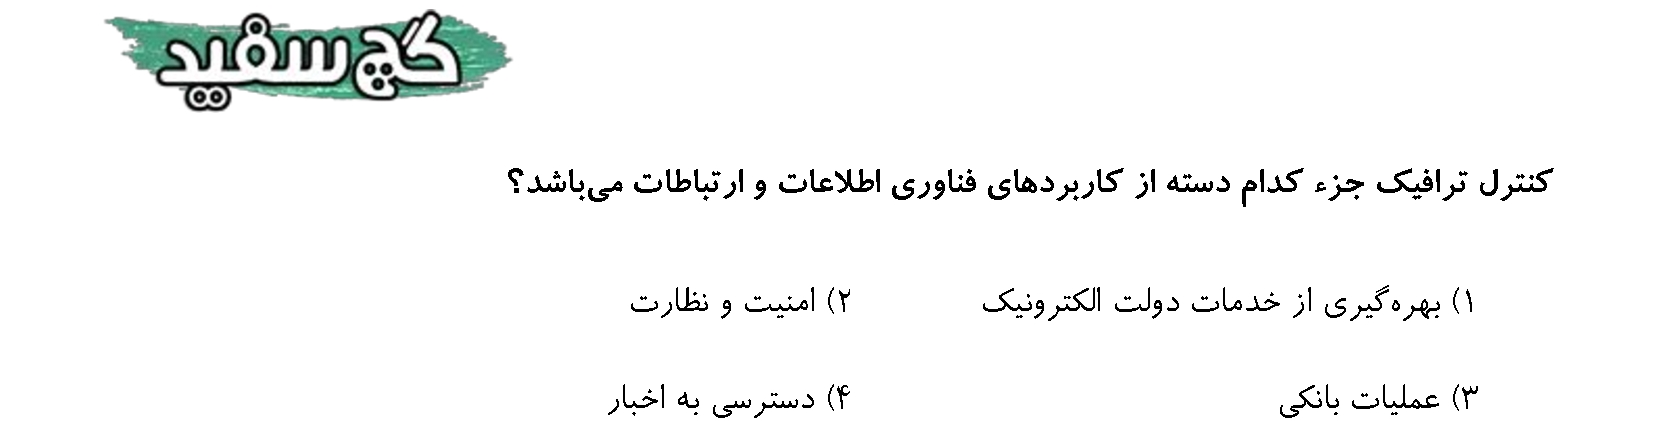 گچ سفید
کنترل ترافیک جزء کدام دسته از کاربردهای فناوری اطلاعات و ارتباطات می‌باشد؟
۱) بهره‌گیری از خدمات دولت الکترونیک ۲) امنیت و نظارت
۳) عملیات بانکی ۴) دسترسی به اخبار